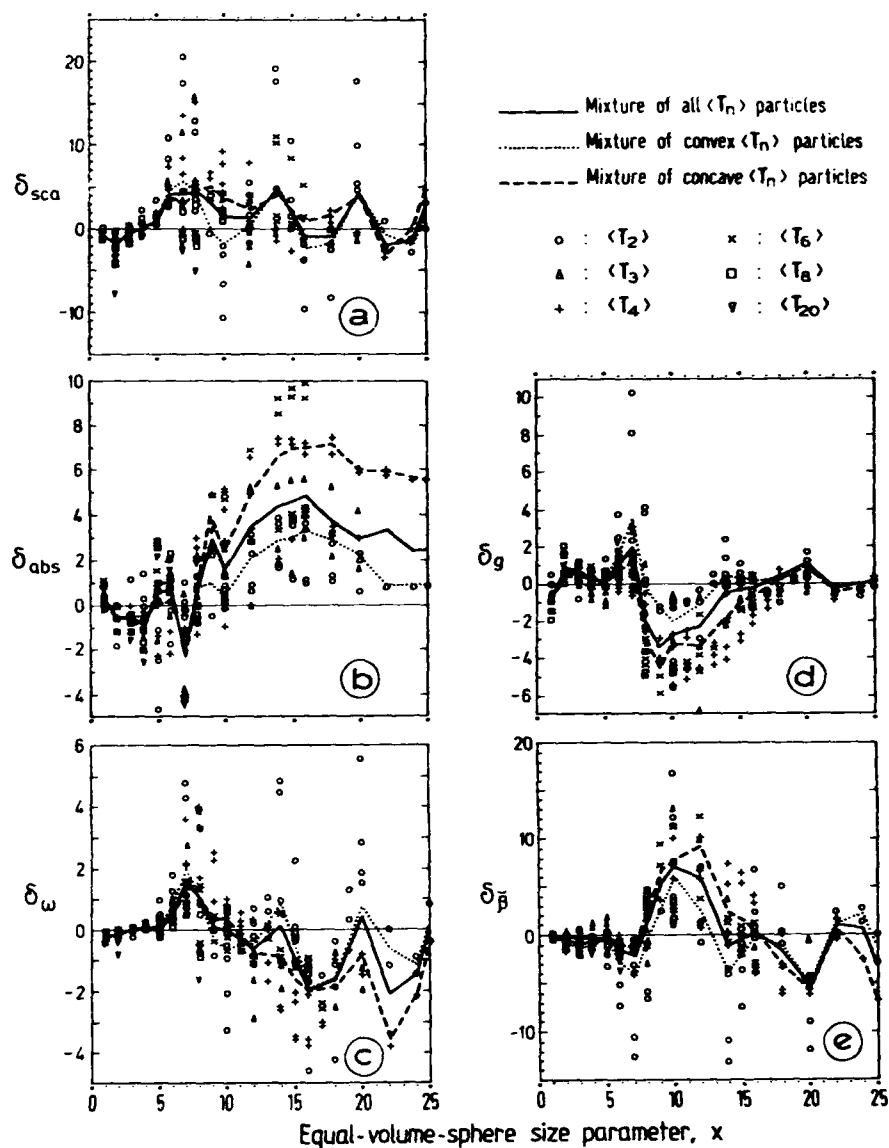 20
10
0
-10
δsca
a
Mixture of all ⟨Tn⟩ particles
Mixture of convex ⟨Tn⟩ particles
Mixture of concave ⟨Tn⟩ particles
o : ⟨T2⟩
▵ : ⟨T3⟩
+ : ⟨T4⟩
x : ⟨T6⟩
□ : ⟨T8⟩
▿ : ⟨T20⟩
10
8
6
4
2
0
-2
-4
δabs
b
10
8
6
4
2
0
-2
-4
-6
δg
d
6
4
2
0
-2
-4
δω
c
0 5 10 15 20 25
20
10
0
-10
δβ̃
e
0 5 10 15 20 25
Equal-volume-sphere size parameter, x